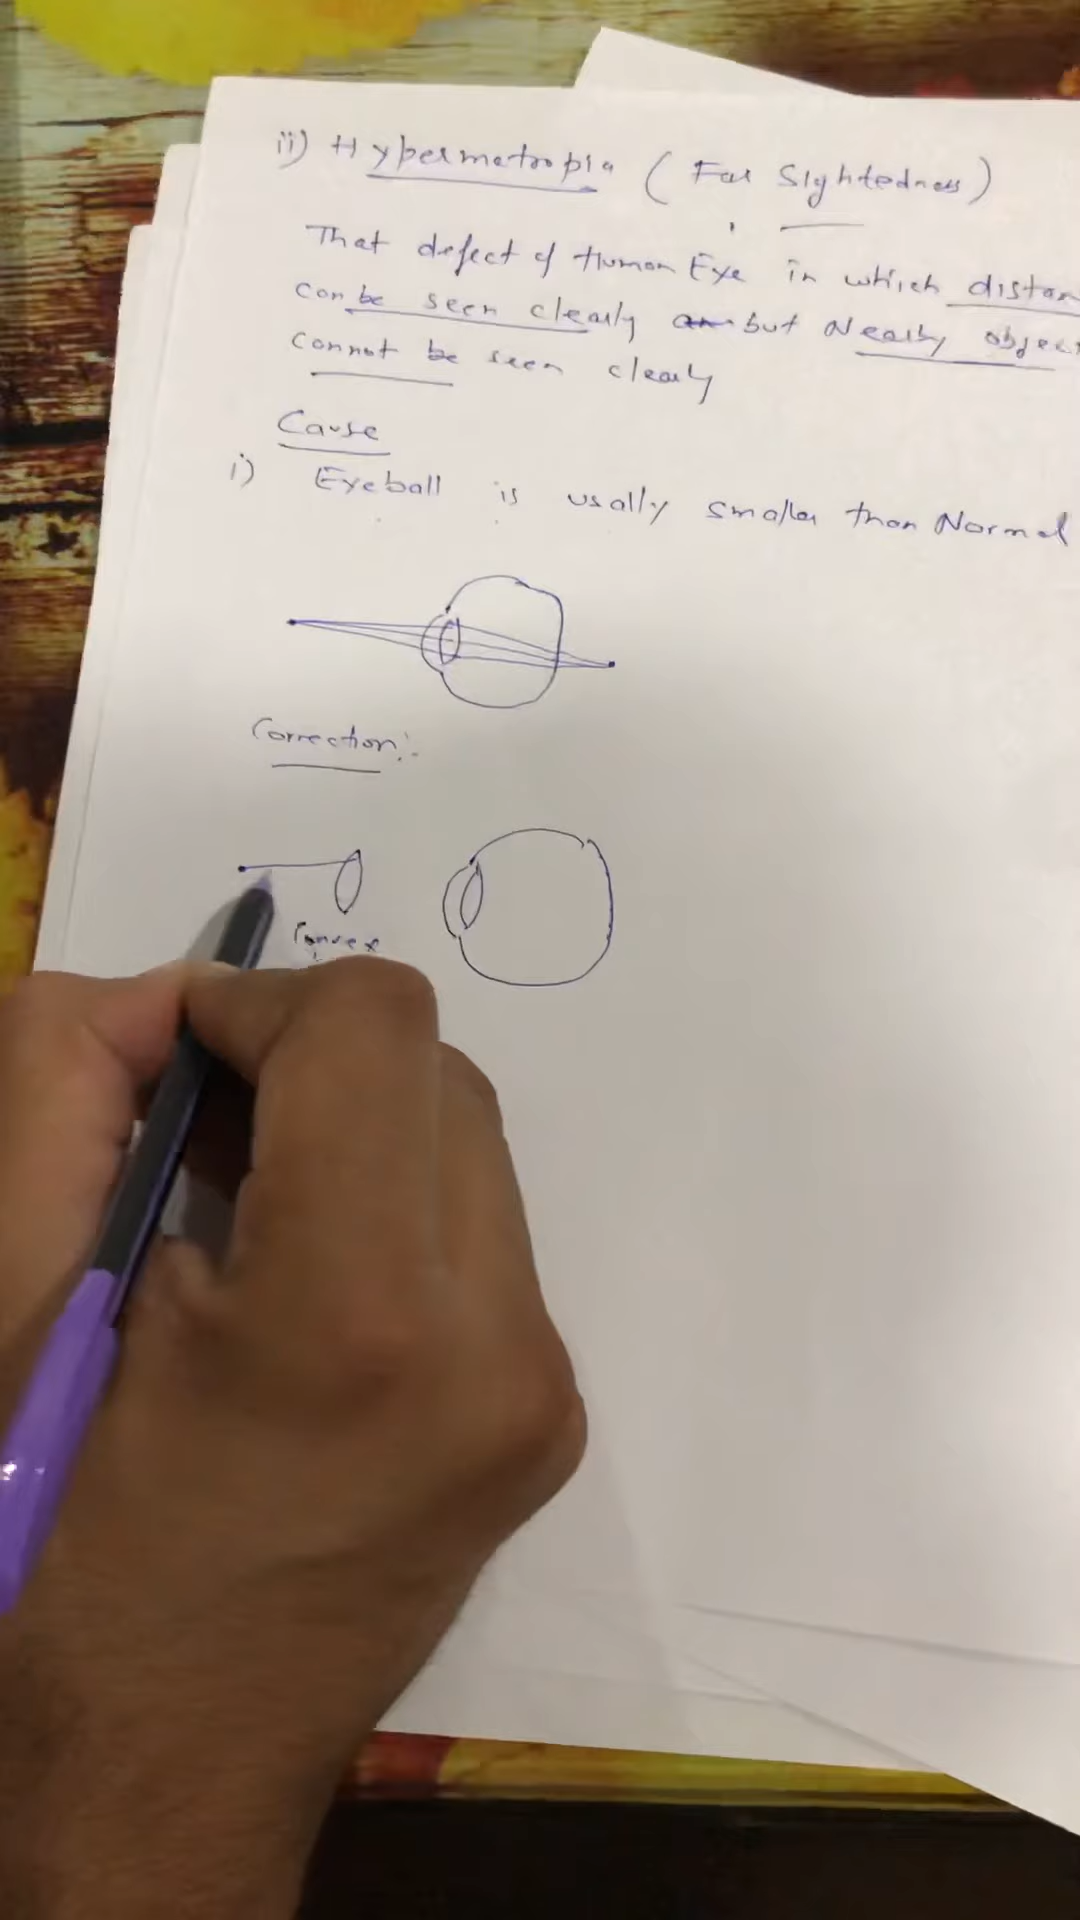 ii) Hypermetropia (Far Sightedness)
That defect of Human Eye in which distan
can be seen clearly but Nearby objec
cannot be seen clearly
Cause
i) Eyeball is usally smaller than Normal
Correction:-
Convex